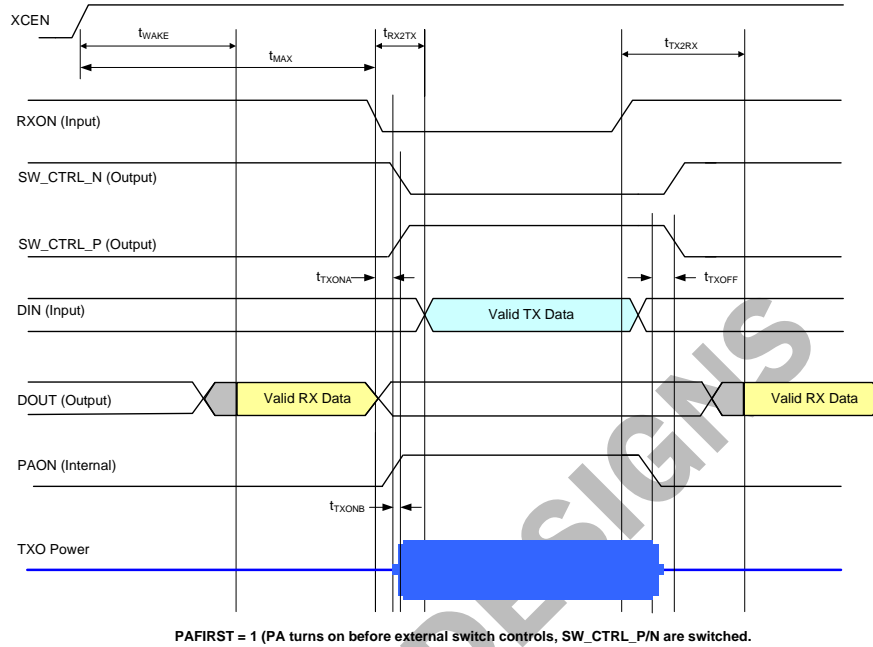 XCEN
tWAKE
tRX2TX
tTX2RX
tMAX
RXON (Input)
SW_CTRL_N (Output)
SW_CTRL_P (Output)
tTXONA
tTXOFF
DIN (Input)
Valid TX Data
DOUT (Output)
Valid RX Data
Valid RX Data
PAON (Internal)
tTXONB
TXO Power
DESIGNS
PAFIRST = 1 (PA turns on before external switch controls, SW_CTRL_P/N are switched.